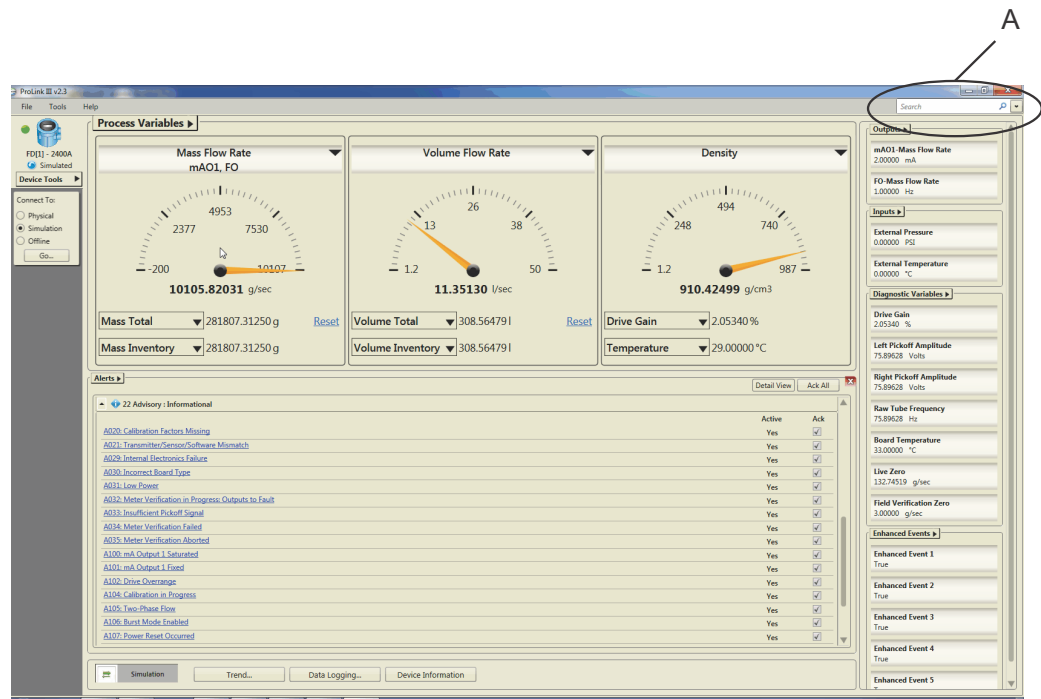 A
ProLink III v2.3
File Tools Help
Search
FD[1] - 2400A
Simulated
Device Tools
Connect To:
Physical
Simulation
Offline
Go...
Process Variables
Mass Flow Rate
mAO1, FO
4953
2377 7530
-200 10107
10105.82031 g/sec
Mass Total 281807.31250 g Reset
Mass Inventory 281807.31250 g
Volume Flow Rate
26
13 38
1.2 50
11.35130 l/sec
Volume Total 308.56479 l Reset
Volume Inventory 308.56479 l
Density
494
248 740
1.2 987
910.42499 g/cm3
Drive Gain 2.05340 %
Temperature 29.00000 °C
Alerts
Detail View Ack All
22 Advisory : Informational
Active Ack
A020: Calibration Factors Missing Yes
A021: Transmitter/Sensor/Software Mismatch Yes
A029: Internal Electronics Failure Yes
A030: Incorrect Board Type Yes
A031: Low Power Yes
A032: Meter Verification in Progress: Outputs to Fault Yes
A033: Insufficient Pickoff Signal Yes
A034: Meter Verification Failed Yes
A035: Meter Verification Aborted Yes
A100: mA Output 1 Saturated Yes
A101: mA Output 1 Fixed Yes
A102: Drive Overrange Yes
A104: Calibration in Progress Yes
A105: Two-Phase Flow Yes
A106: Burst Mode Enabled Yes
A107: Power Reset Occurred Yes
Simulation Trend... Data Logging... Device Information
Outputs
mAO1-Mass Flow Rate
2.00000 mA
FO-Mass Flow Rate
1.00000 Hz
Inputs
External Pressure
0.00000 PSI
External Temperature
0.00000 °C
Diagnostic Variables
Drive Gain
2.05340 %
Left Pickoff Amplitude
75.89628 Volts
Right Pickoff Amplitude
75.89628 Volts
Raw Tube Frequency
75.89628 Hz
Board Temperature
33.00000 °C
Live Zero
132.74519 g/sec
Field Verification Zero
3.00000 g/sec
Enhanced Events
Enhanced Event 1
True
Enhanced Event 2
True
Enhanced Event 3
True
Enhanced Event 4
True
Enhanced Event 5